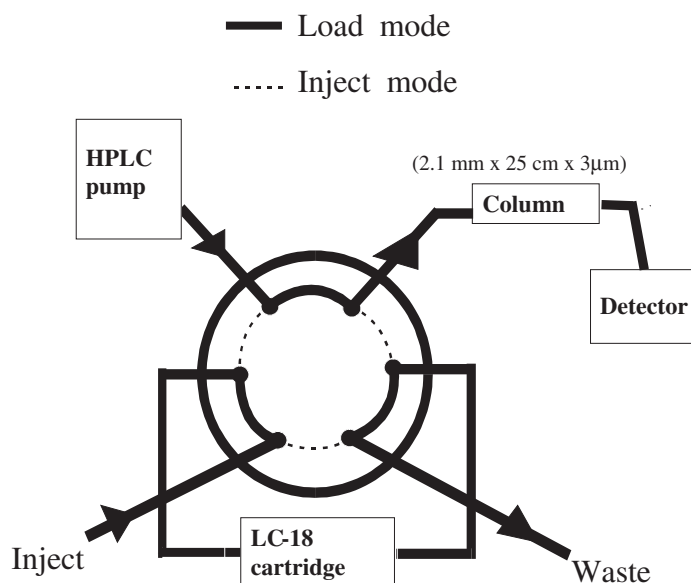 Load mode
Inject mode
HPLC
pump
(2.1 mm x 25 cm x 3μm)
Column
Detector
LC-18
cartridge
Inject
Waste